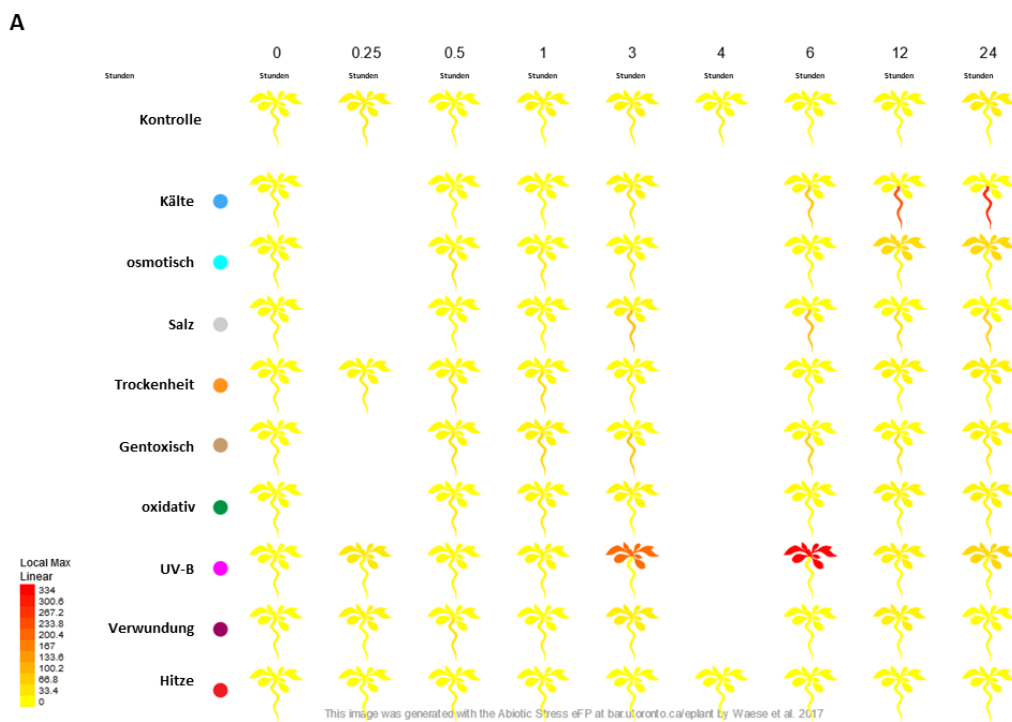 A
0 0.25 0.5 1 3 4 6 12 24
Stunden Stunden Stunden Stunden Stunden Stunden Stunden Stunden Stunden Stunden
Kontrolle
Kälte
osmotisch
Salz
Trockenheit
Gentoxisch
oxidativ
UV-B
Verwundung
Hitze
Local Max
Linear
334
300.6
267.2
233.8
200.4
167
133.6
100.2
66.8
33.4
0
This image was generated with the Abiotic Stress eFP at bar.utoronto.ca/eplant by Waese et al. 2017